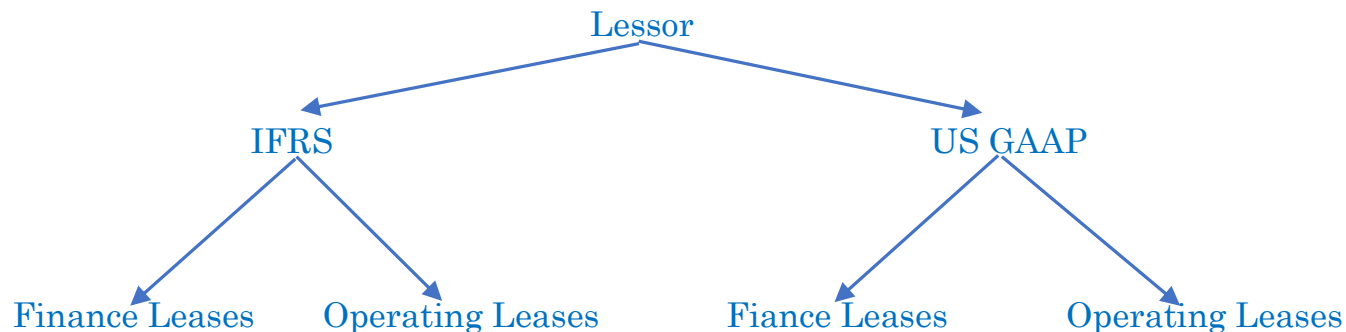 Lessor
IFRS US GAAP
Finance Leases Operating Leases Fiance Leases Operating Leases